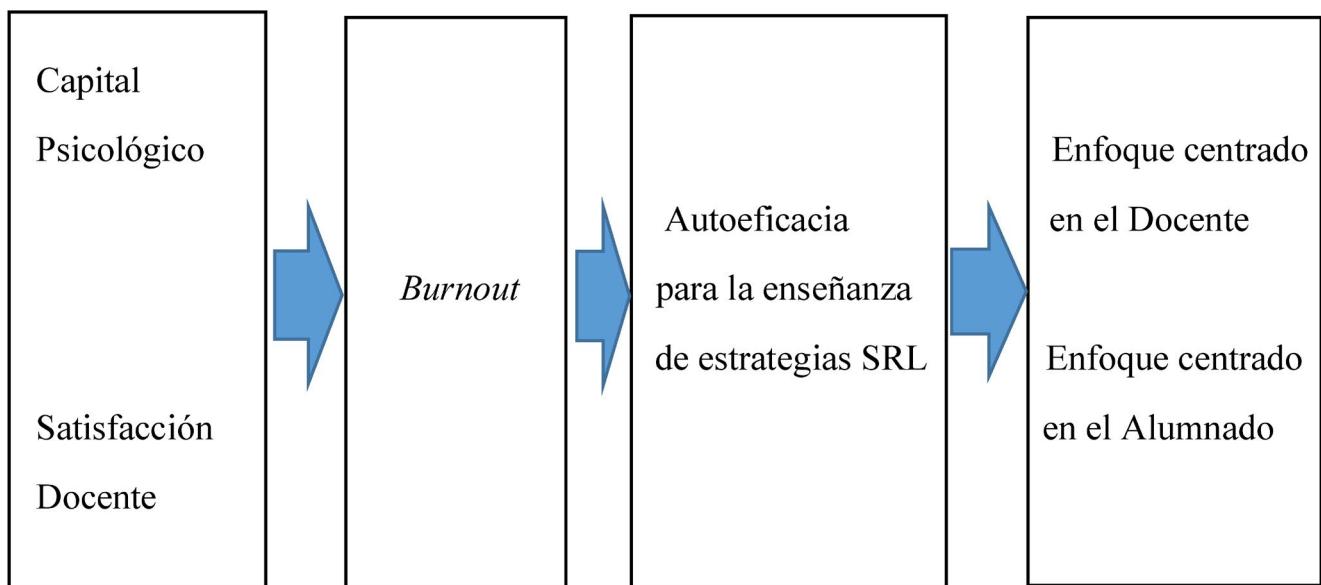 Capital
Psicológico
Satisfacción
Docente
Burnout
Autoeficacia
para la enseñanza
de estrategias SRL
Enfoque centrado
en el Docente
Enfoque centrado
en el Alumnado